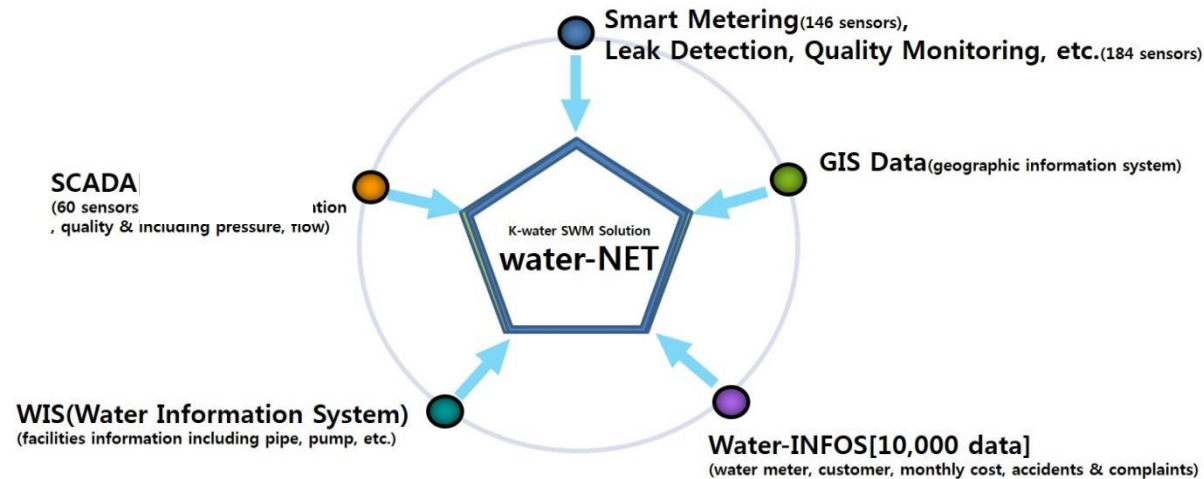 Smart Metering(146 sensors),
Leak Detection, Quality Monitoring, etc.(184 sensors)
GIS Data(geographic information system)
SCADA
(60 sensors
, quality & including pressure, flow)
K-water SWM Solution
water-NET
WIS(Water Information System)
(facilities information including pipe, pump, etc.)
Water-INFOS[10,000 data]
(water meter, customer, monthly cost, accidents & complaints)